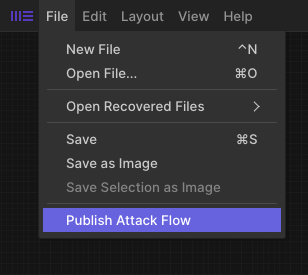 File Edit Layout View Help
New File ^N
Open File... ⌘O
Open Recovered Files
Save ⌘S
Save as Image
Save Selection as Image
Publish Attack Flow